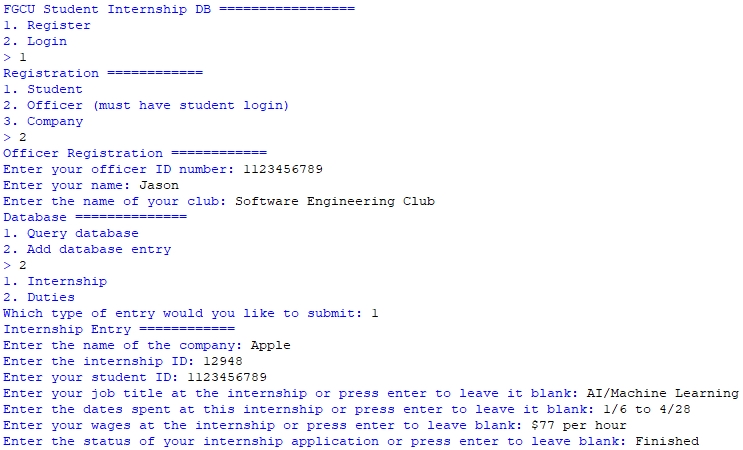 FGCU Student Internship DB =================
1. Register
2. Login
> 1
Registration ============
1. Student
2. Officer (must have student login)
3. Company
> 2
Officer Registration ============
Enter your officer ID number: 1123456789
Enter your name: Jason
Enter the name of your club: Software Engineering Club
Database ==============
1. Query database
2. Add database entry
> 2
1. Internship
2. Duties
Which type of entry would you like to submit: 1
Internship Entry ============
Enter the name of the company: Apple
Enter the internship ID: 12948
Enter your student ID: 1123456789
Enter your job title at the internship or press enter to leave it blank: AI/Machine Learning
Enter the dates spent at this internship or press enter to leave it blank: 1/6 to 4/28
Enter your wages at the internship or press enter to leave blank: $77 per hour
Enter the status of your internship application or press enter to leave blank: Finished